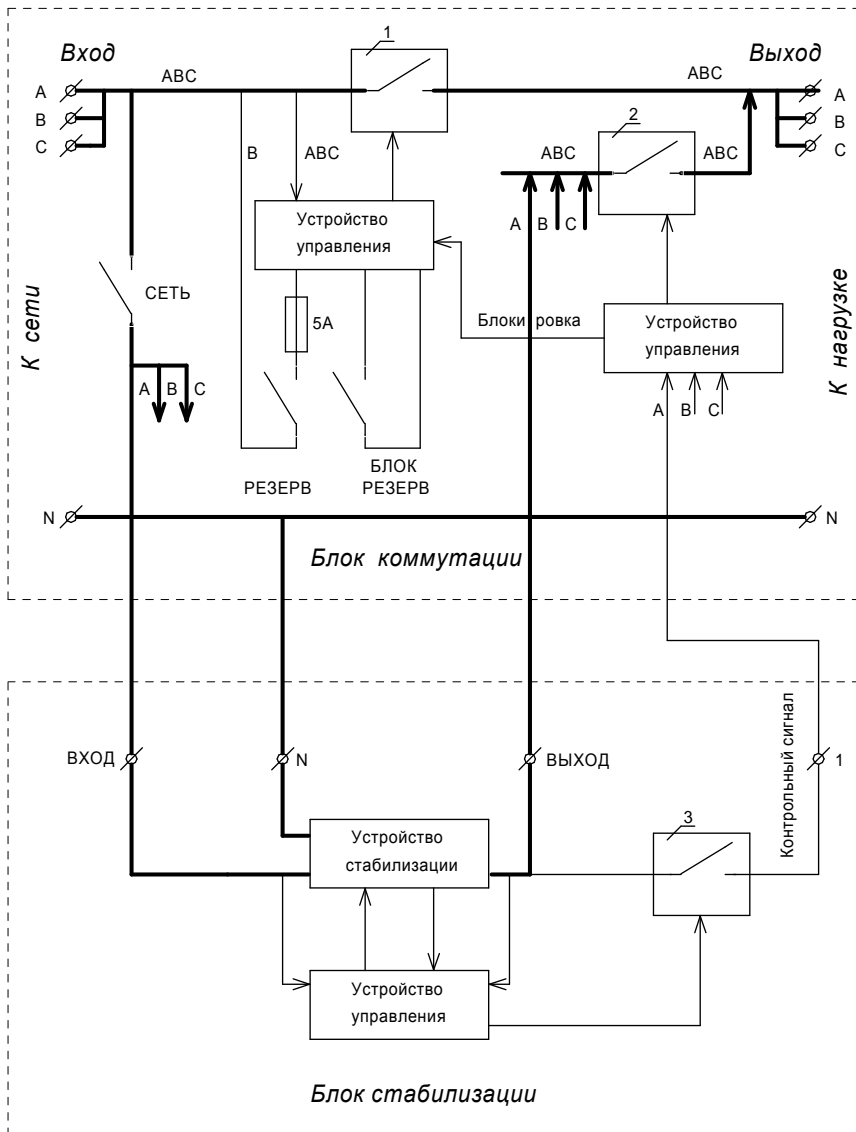 Вход
1
Выход
ABC
ABC
A
A
B
B
2
C
C
B
ABC
ABC
ABC
Устройство
управления
A
B
C
СЕТЬ
5А
Блокировка
Устройство
управления
К сети
К нагрузке
A
B
C
A
B
C
БЛОК
РЕЗЕРВ
РЕЗЕРВ
N
N
Блок коммутации
ВХОД
N
ВЫХОД
Контрольный сигнал
1
Устройство
стабилизации
3
Устройство
управления
Блок стабилизации